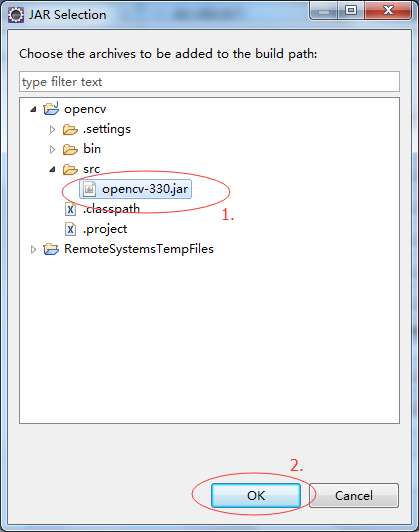 JAR Selection
Choose the archives to be added to the build path:
type filter text
opencv
.settings
bin
src
opencv-330.jar
1.
.classpath
.project
RemoteSystemsTempFiles
2.
OK
Cancel